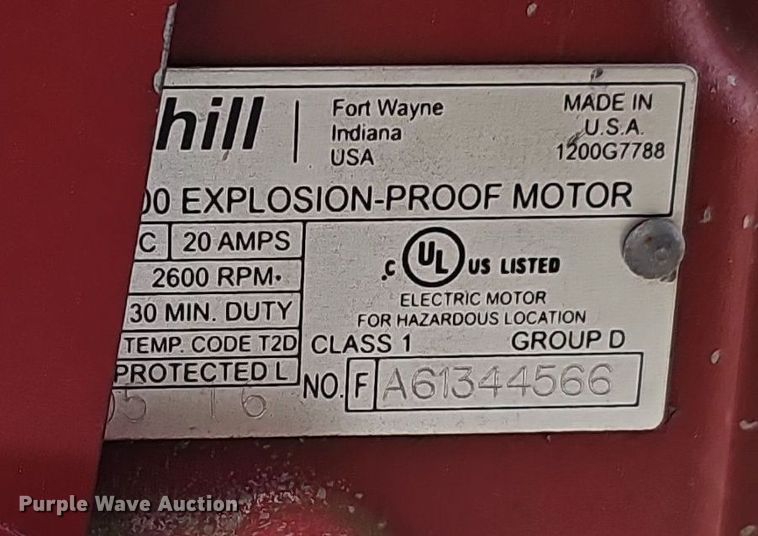 hill
Fort Wayne
Indiana
USA
MADE IN
U.S.A.
1200G7788
00 EXPLOSION-PROOF MOTOR
C 20 AMPS
2600 RPM
30 MIN. DUTY
TEMP. CODE T2D
PROTECTED L
05 16
c UL US LISTED
ELECTRIC MOTOR
FOR HAZARDOUS LOCATION
CLASS 1 GROUP D
NO. F A61344566
Purple Wave Auction